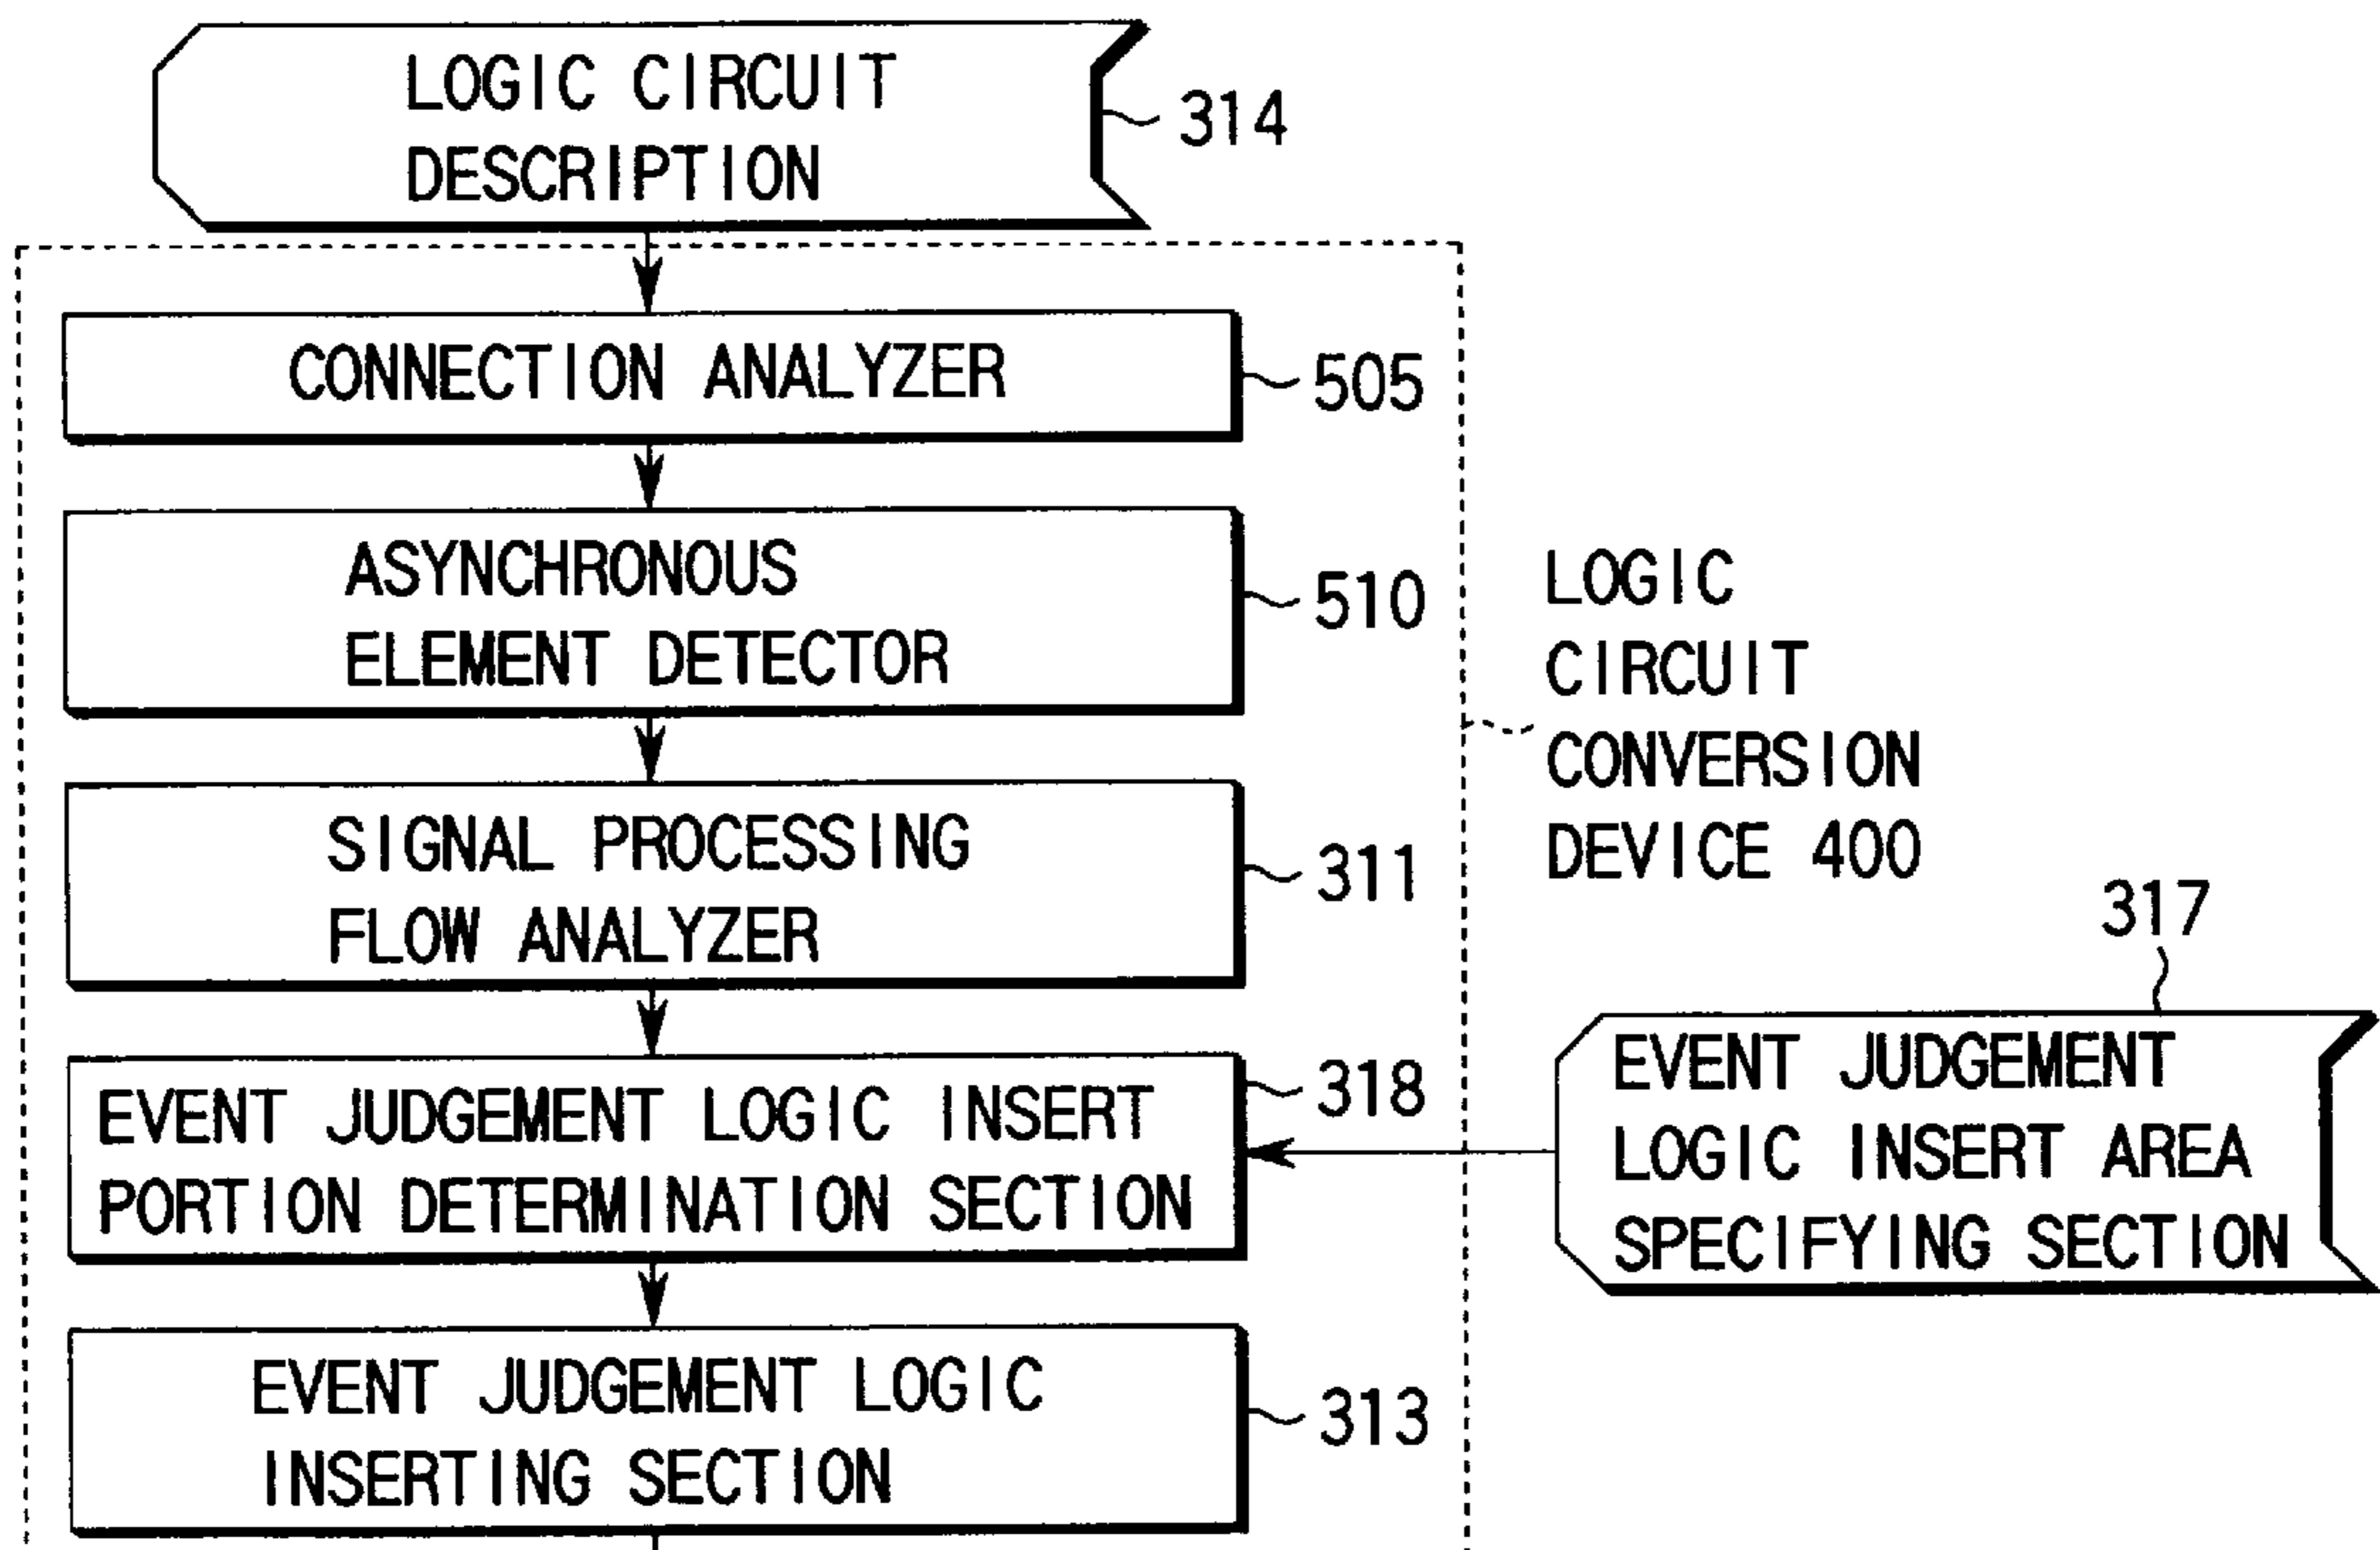 LOGIC CIRCUIT
DESCRIPTION
314
CONNECTION ANALYZER
505
ASYNCHRONOUS
ELEMENT DETECTOR
510
LOGIC
CIRCUIT
CONVERSION
DEVICE 400
SIGNAL PROCESSING
FLOW ANALYZER
311
317
EVENT JUDGEMENT LOGIC INSERT
PORTION DETERMINATION SECTION
318
EVENT JUDGEMENT
LOGIC INSERT AREA
SPECIFYING SECTION
EVENT JUDGEMENT LOGIC
INSERTING SECTION
313